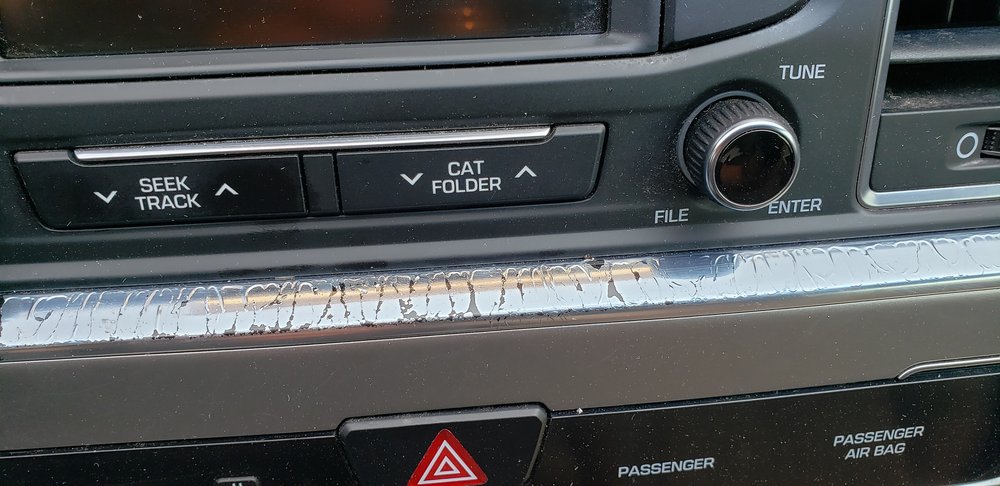 TUNE
SEEK
TRACK
CAT
FOLDER
FILE
ENTER
PASSENGER
PASSENGER
AIR BAG